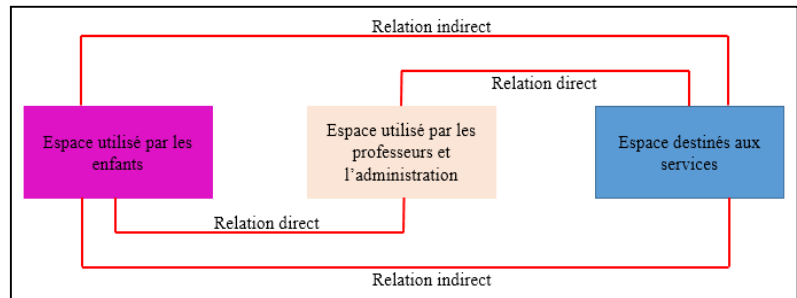 Relation indirect
Relation direct
Espace utilisé par les
enfants
Espace utilisé par les
professeurs et
l’administration
Espace destinés aux
services
Relation direct
Relation indirect